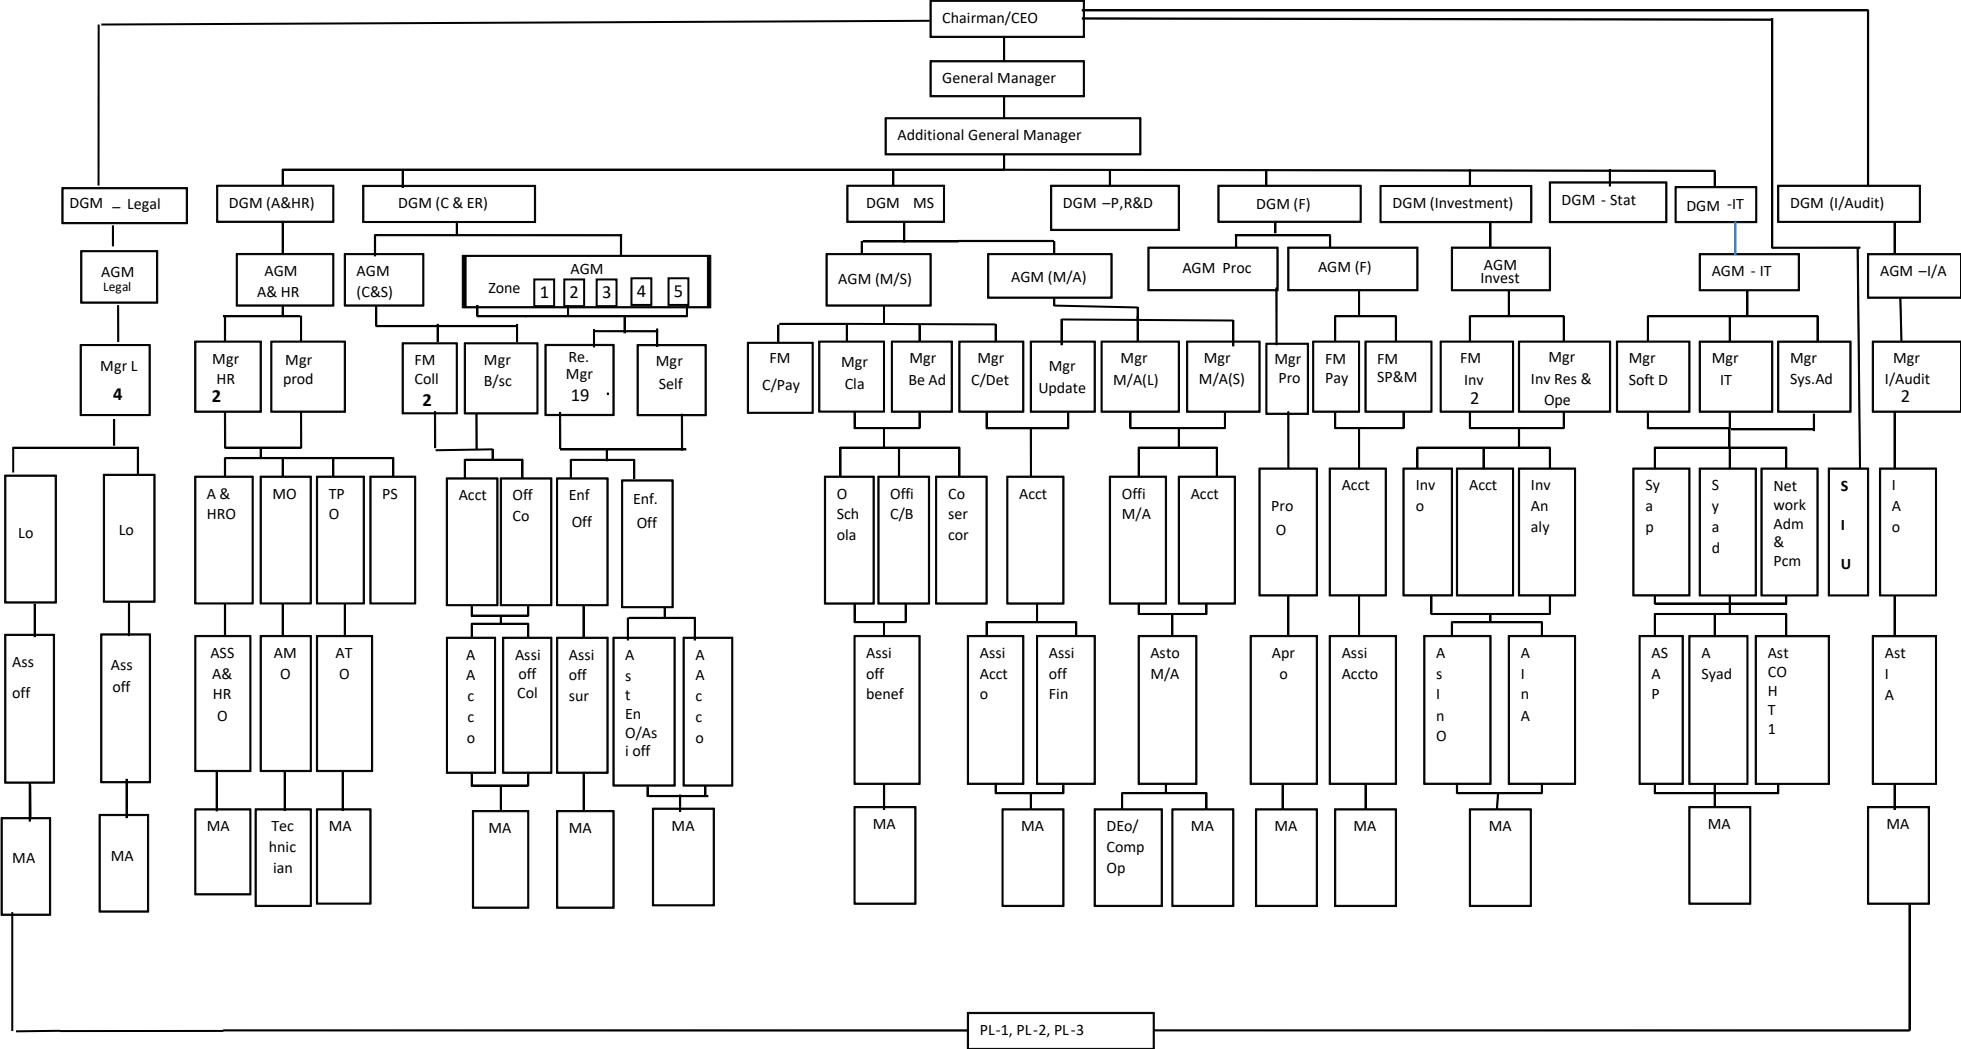 Chairman/CEO
General Manager
Additional General Manager
DGM – Legal
DGM (A&HR)
DGM (C & ER)
DGM MS
DGM –P,R&D
DGM (F)
DGM (Investment)
DGM - Stat
DGM -IT
DGM (I/Audit)
AGM
Legal
AGM
A& HR
AGM
(C&S)
AGM
Zone 1 2 3 4 5
AGM (M/S)
AGM (M/A)
AGM Proc
AGM (F)
AGM
Invest
AGM - IT
AGM – I/A
Mgr L
4
Mgr
HR
2
Mgr
prod
FM
Coll
2
Mgr
B/sc
Re.
Mgr
19 .
Mgr
Self
FM
C/Pay
Mgr
Cla
Mgr
Be Ad
Mgr
C/Det
Mgr
Update
Mgr
M/A(L)
Mgr
M/A(S)
Mgr
Pro
FM
Pay
FM
SP&M
FM
Inv
2
Mgr
Inv Res &
Ope
Mgr
Soft D
Mgr
IT
Mgr
Sys.Ad
Mgr
I/Audit
2
Lo
Lo
A &
HRO
MO
TP
O
PS
Acct
Off
Co
Enf
Off
Enf.
Off
O
Sch
ola
Offi
C/B
Co
ser
cor
Acct
Offi
M/A
Acct
Pro
O
Acct
Inv
o
Acct
Inv
An
aly
Sy
a
p
S
y
a
d
Net
work
Adm
&
Pcm
S
I
U
I
A
o
Ass
off
Ass
off
ASS
A&
HR
O
AM
O
AT
O
A
A
c
c
o
Assi
off
Col
Assi
off
sur
A
s
t
En
O/As
i off
A
A
c
c
o
Assi
off
benef
Assi
Acct
o
Assi
off
Fin
Asto
M/A
Apr
o
Assi
Accto
A
s
I
n
O
A
I
n
A
AS
A
P
A
Syad
Ast
CO
H
T
1
Ast
I
A
MA
MA
MA
Tec
hnic
ian
MA
MA
MA
MA
MA
MA
DEo/
Comp
Op
MA
MA
MA
MA
MA
MA
PL-1, PL-2, PL-3